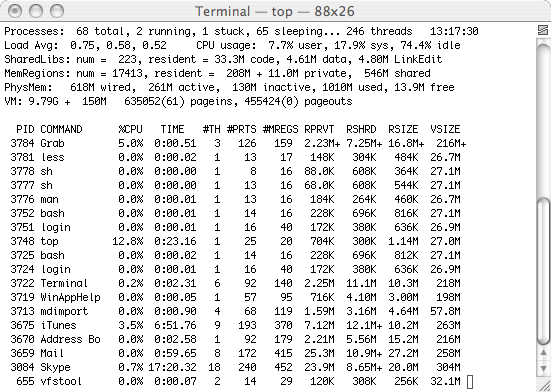 Terminal — top — 88x26
Processes:  68 total, 2 running, 1 stuck, 65 sleeping... 246 threads   13:17:30
Load Avg:  0.75, 0.58, 0.52     CPU usage:  7.7% user, 17.9% sys, 74.4% idle
SharedLibs: num =  223, resident = 33.3M code, 4.61M data, 4.80M LinkEdit
MemRegions: num = 17413, resident =  208M + 11.0M private,  546M shared
PhysMem:   618M wired,  261M active,  130M inactive, 1010M used, 13.9M free
VM: 9.79G +  150M   635052(61) pageins, 455424(0) pageouts
PID COMMAND      %CPU   TIME   #TH #PRTS #MREGS RPRVT  RSHRD  RSIZE  VSIZE
3784 Grab         5.0%  0:00.51   3   126   159  2.23M+ 7.25M+ 16.8M+  216M+
3781 less         0.0%  0:00.02   1    13    17   148K   304K   484K  26.7M
3778 sh           0.0%  0:00.00   1     8    16  88.0K   608K   364K  27.1M
3777 sh           0.0%  0:00.00   1    13    16  68.0K   608K   544K  27.1M
3776 man          0.0%  0:00.01   1    13    16   184K   264K   460K  26.7M
3752 bash         0.0%  0:00.01   1    14    16   228K   696K   816K  27.1M
3751 login        0.0%  0:00.01   1    16    40   172K   380K   636K  26.9M
3748 top         12.8%  0:23.16   1    25    20   704K   300K  1.14M  27.0M
3725 bash         0.0%  0:00.02   1    14    16   228K   696K   812K  27.1M
3724 login        0.0%  0:00.01   1    16    40   172K   380K   636K  26.9M
3722 Terminal     0.2%  0:02.31   6    92   140  2.25M  11.1M  10.3M   218M
3719 WinAppHelp   0.0%  0:00.05   1    57    95   716K  4.10M  3.00M   198M
3713 mdimport     0.0%  0:00.90   4    68   119  1.59M  3.16M  4.64M  57.8M
3675 iTunes       3.5%  6:51.76   9   193   370  7.12M  12.1M+ 10.2M   263M
3670 Address Bo   0.0%  0:02.58   1    92   179  2.21M  5.56M  15.2M   216M
3659 Mail         0.0%  0:59.65   8   172   415  25.3M  10.9M+ 27.2M   258M
3084 Skype        0.7% 17:20.32  18   240   452  23.9M  8.65M+ 20.0M   304M
655 vfstool      0.0%  0:00.07   2    14    29   120K   308K   256K  32.1M